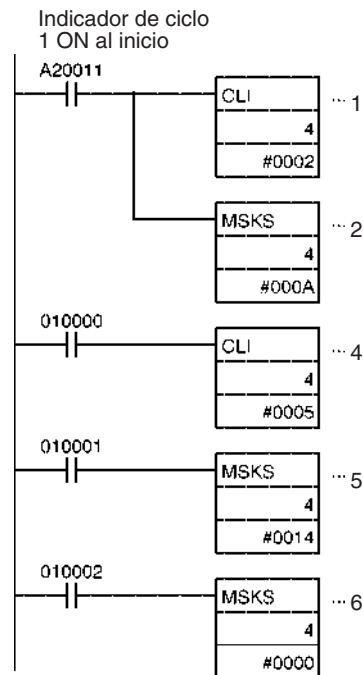 Indicador de ciclo
1 ON al inicio
A20011
CLI
4
#0002
... 1
MSKS
4
#000A
... 2
010000
CLI
4
#0005
... 4
010001
MSKS
4
#0014
... 5
010002
MSKS
4
#0000
... 6